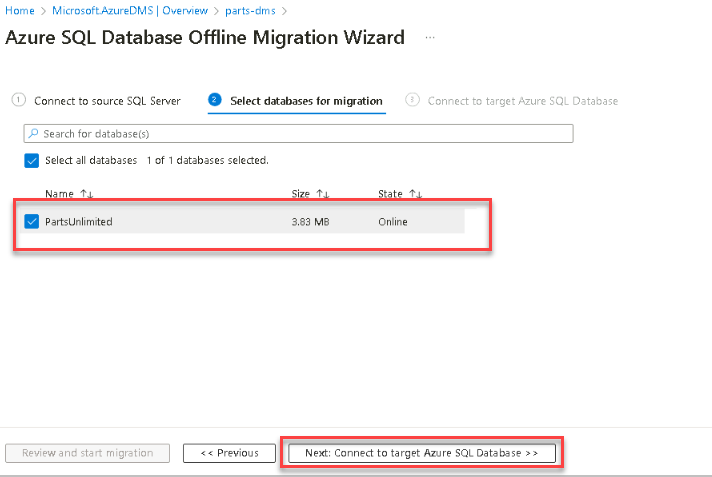 Home > Microsoft.AzureDMS | Overview > parts-dms >
Azure SQL Database Offline Migration Wizard ...
1 Connect to source SQL Server 2 Select databases for migration 3 Connect to target Azure SQL Database
Search for database(s)
Select all databases 1 of 1 databases selected.
Name ↑↓ Size ↑↓ State ↑↓
PartsUnlimited 3.83 MB Online
Review and start migration << Previous Next: Connect to target Azure SQL Database >>